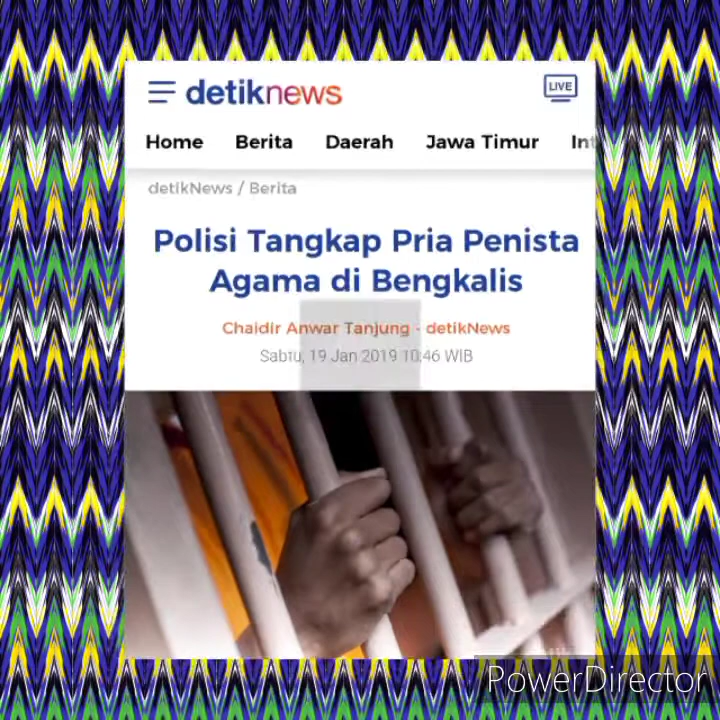 detiknews
LIVE
Home Berita Daerah Jawa Timur Int
detikNews / Berita
Polisi Tangkap Pria Penista
Agama di Bengkalis
Chaidir Anwar Tanjung - detikNews
Sabtu, 19 Jan 2019 10:46 WIB
PowerDirector